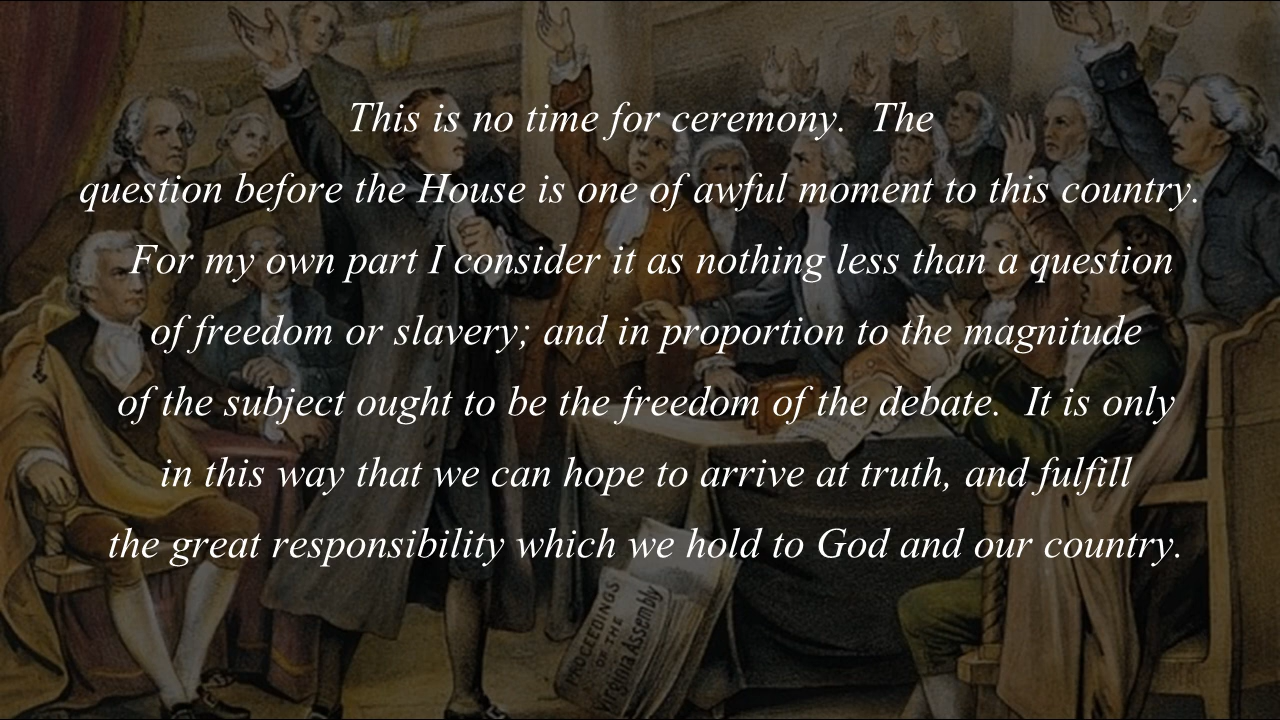 This is no time for ceremony.  The
question before the House is one of awful moment to this country.
For my own part I consider it as nothing less than a question
of freedom or slavery; and in proportion to the magnitude
of the subject ought to be the freedom of the debate.  It is only
in this way that we can hope to arrive at truth, and fulfill
the great responsibility which we hold to God and our country.
PROCEEDINGS
OF THE
Virginia Assembly